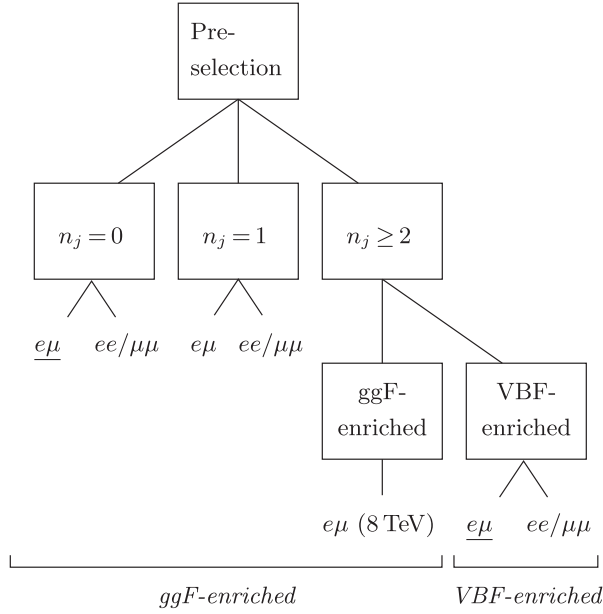 Pre-
selection
n_j = 0
n_j = 1
n_j ≥ 2
eμ
ee/μμ
eμ
ee/μμ
ggF-
enriched
VBF-
enriched
eμ (8 TeV)
eμ
ee/μμ
ggF-enriched
VBF-enriched